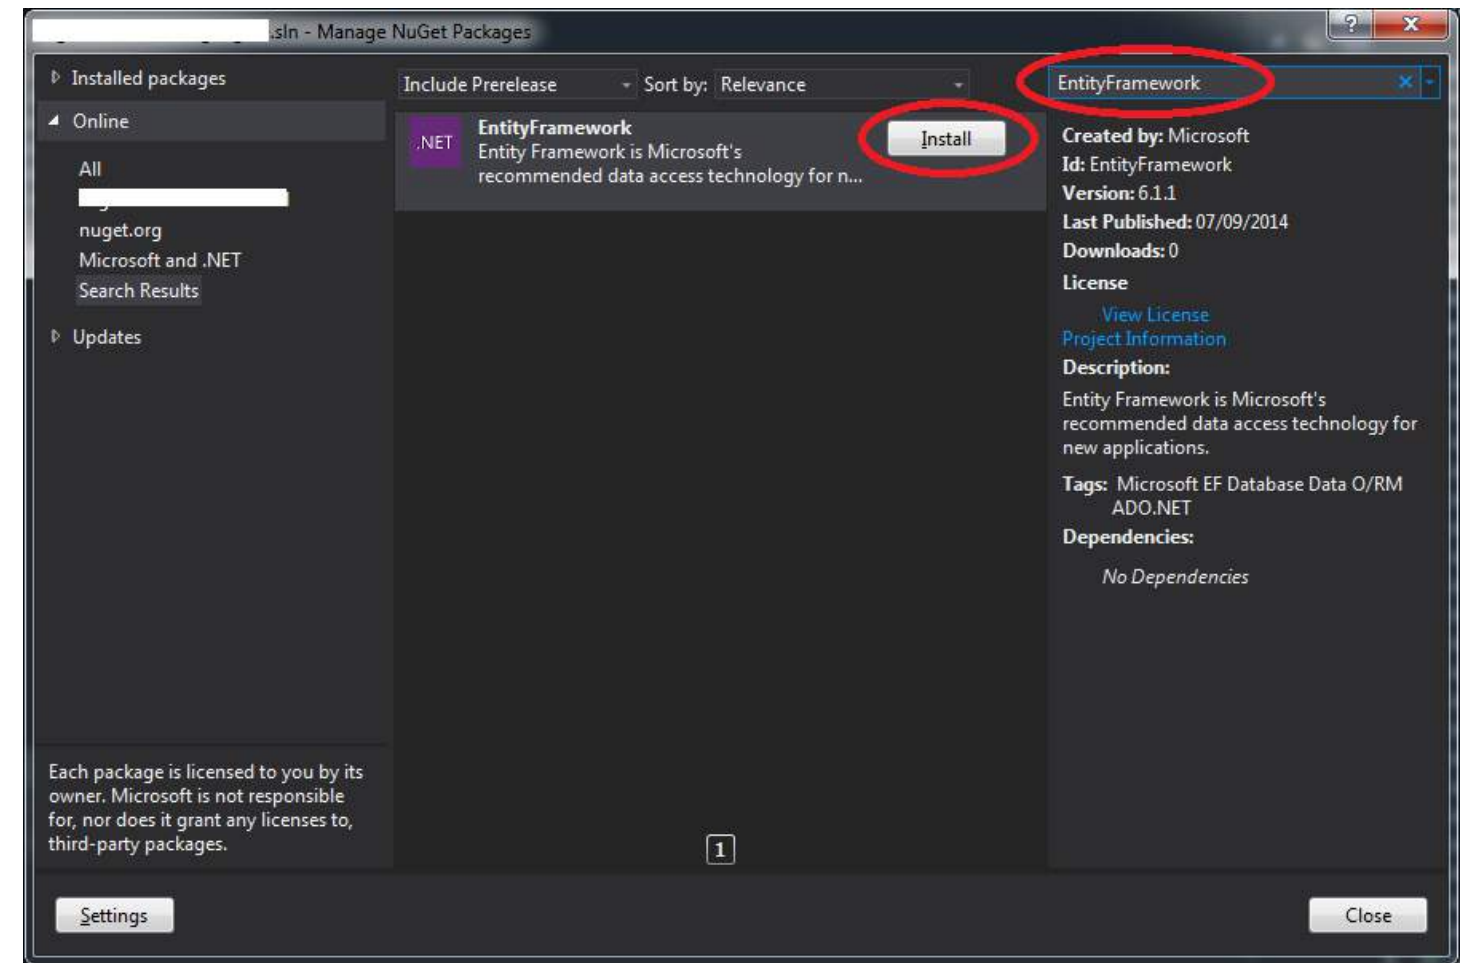 .sln - Manage NuGet Packages
?
x
Installed packages
Online
All
nuget.org
Microsoft and .NET
Search Results
Updates
Each package is licensed to you by its
owner. Microsoft is not responsible
for, nor does it grant any licenses to,
third-party packages.
Settings
Include Prerelease
Sort by: Relevance
.NET
EntityFramework
Entity Framework is Microsoft's
recommended data access technology for n...
Install
1
EntityFramework
Created by: Microsoft
Id: EntityFramework
Version: 6.1.1
Last Published: 07/09/2014
Downloads: 0
License
View License
Project Information
Description:
Entity Framework is Microsoft's
recommended data access technology for
new applications.
Tags: Microsoft EF Database Data O/RM
ADO.NET
Dependencies:
No Dependencies
Close